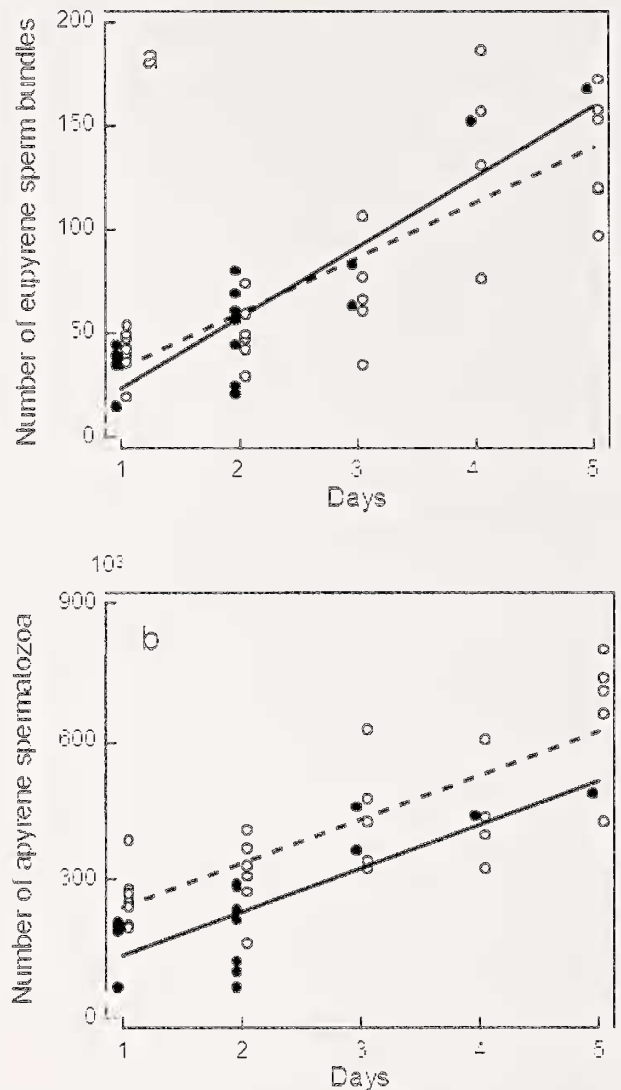 200
a
150
100
50
0
Number of eupyrene sperm bundles
1 2 3 4 5
Days
10³
900
b
600
300
0
Number of apyrene spermatozoa
1 2 3 4 5
Days